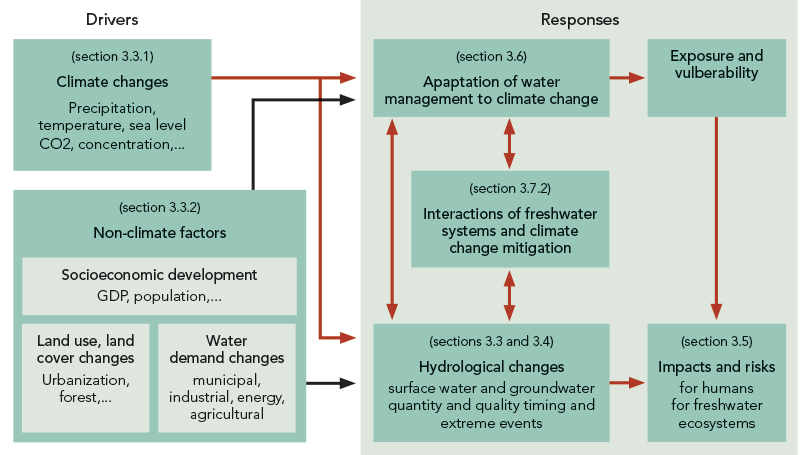 Drivers
Responses
(section 3.3.1)
Climate changes
Precipitation,
temperature, sea level
CO2, concentration,...
(section 3.3.2)
Non-climate factors
Socioeconomic development
GDP, population,...
Land use, land
cover changes
Urbanization,
forest,...
Water
demand changes
municipal,
industrial, energy,
agricultural
(section 3.6)
Apaptation of water
management to climate change
Exposure and
vulberability
(section 3.7.2)
Interactions of freshwater
systems and climate
change mitigation
(sections 3.3 and 3.4)
Hydrological changes
surface water and groundwater
quantity and quality timing and
extreme events
(section 3.5)
Impacts and risks
for humans
for freshwater
ecosystems